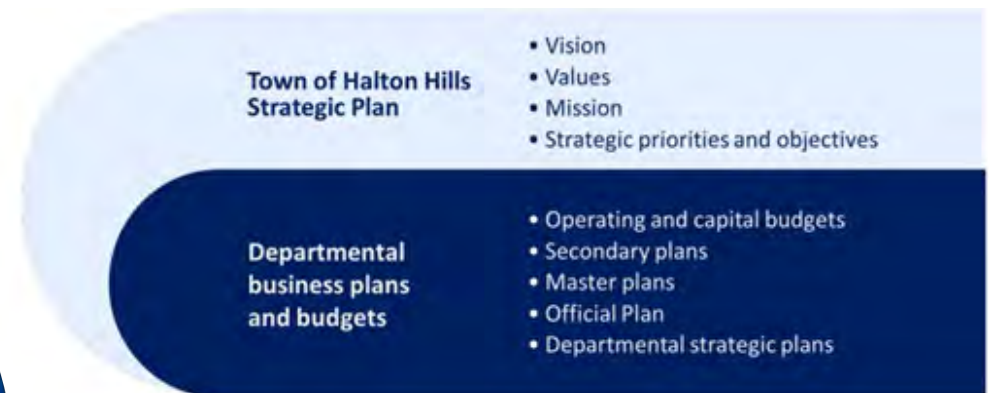 Town of Halton Hills
Strategic Plan
• Vision
• Values
• Mission
• Strategic priorities and objectives
Departmental
business plans
and budgets
• Operating and capital budgets
• Secondary plans
• Master plans
• Official Plan
• Departmental strategic plans